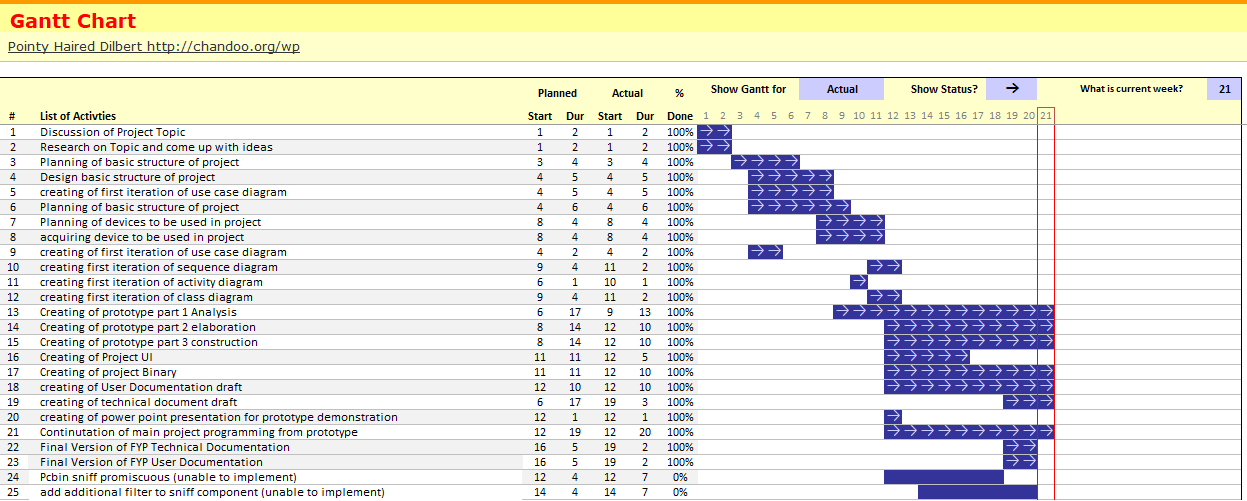 Gantt Chart
Pointy Haired Dilbert http://chandoo.org/wp
Planned Actual % Show Gantt for Actual Show Status? → What is current week? 21
# List of Activties Start Dur Start Dur Done 1 2 3 4 5 6 7 8 9 10 11 12 13 14 15 16 17 18 19 20 21
1 Discussion of Project Topic 1 2 1 2 100%
2 Research on Topic and come up with ideas 1 2 1 2 100%
3 Planning of basic structure of project 3 4 3 4 100%
4 Design basic structure of project 4 5 4 5 100%
5 creating of first iteration of use case diagram 4 5 4 5 100%
6 Planning of basic structure of project 4 6 4 6 100%
7 Planning of devices to be used in project 8 4 8 4 100%
8 acquiring device to be used in project 8 4 8 4 100%
9 creating of first iteration of use case diagram 4 2 4 2 100%
10 creating first iteration of sequence diagram 9 4 11 2 100%
11 creating first iteration of activity diagram 6 1 10 1 100%
12 creating first iteration of class diagram 9 4 11 2 100%
13 Creating of prototype part 1 Analysis 6 17 9 13 100%
14 Creating of prototype part 2 elaboration 8 14 12 10 100%
15 Creating of prototype part 3 construction 8 14 12 10 100%
16 Creating of Project UI 11 11 12 5 100%
17 Creating of project Binary 11 11 12 10 100%
18 creating of User Documentation draft 12 10 12 10 100%
19 creating of technical document draft 6 17 19 3 100%
20 creating of power point presentation for prototype demonstration 12 1 12 1 100%
21 Continutation of main project programming from prototype 12 19 12 20 100%
22 Final Version of FYP Technical Documentation 16 5 19 2 100%
23 Final Version of FYP User Documentation 16 5 19 2 100%
24 Pcbin sniff promiscuous (unable to implement) 12 4 12 7 0%
25 add additional filter to sniff component (unable to implement) 14 4 14 7 0%